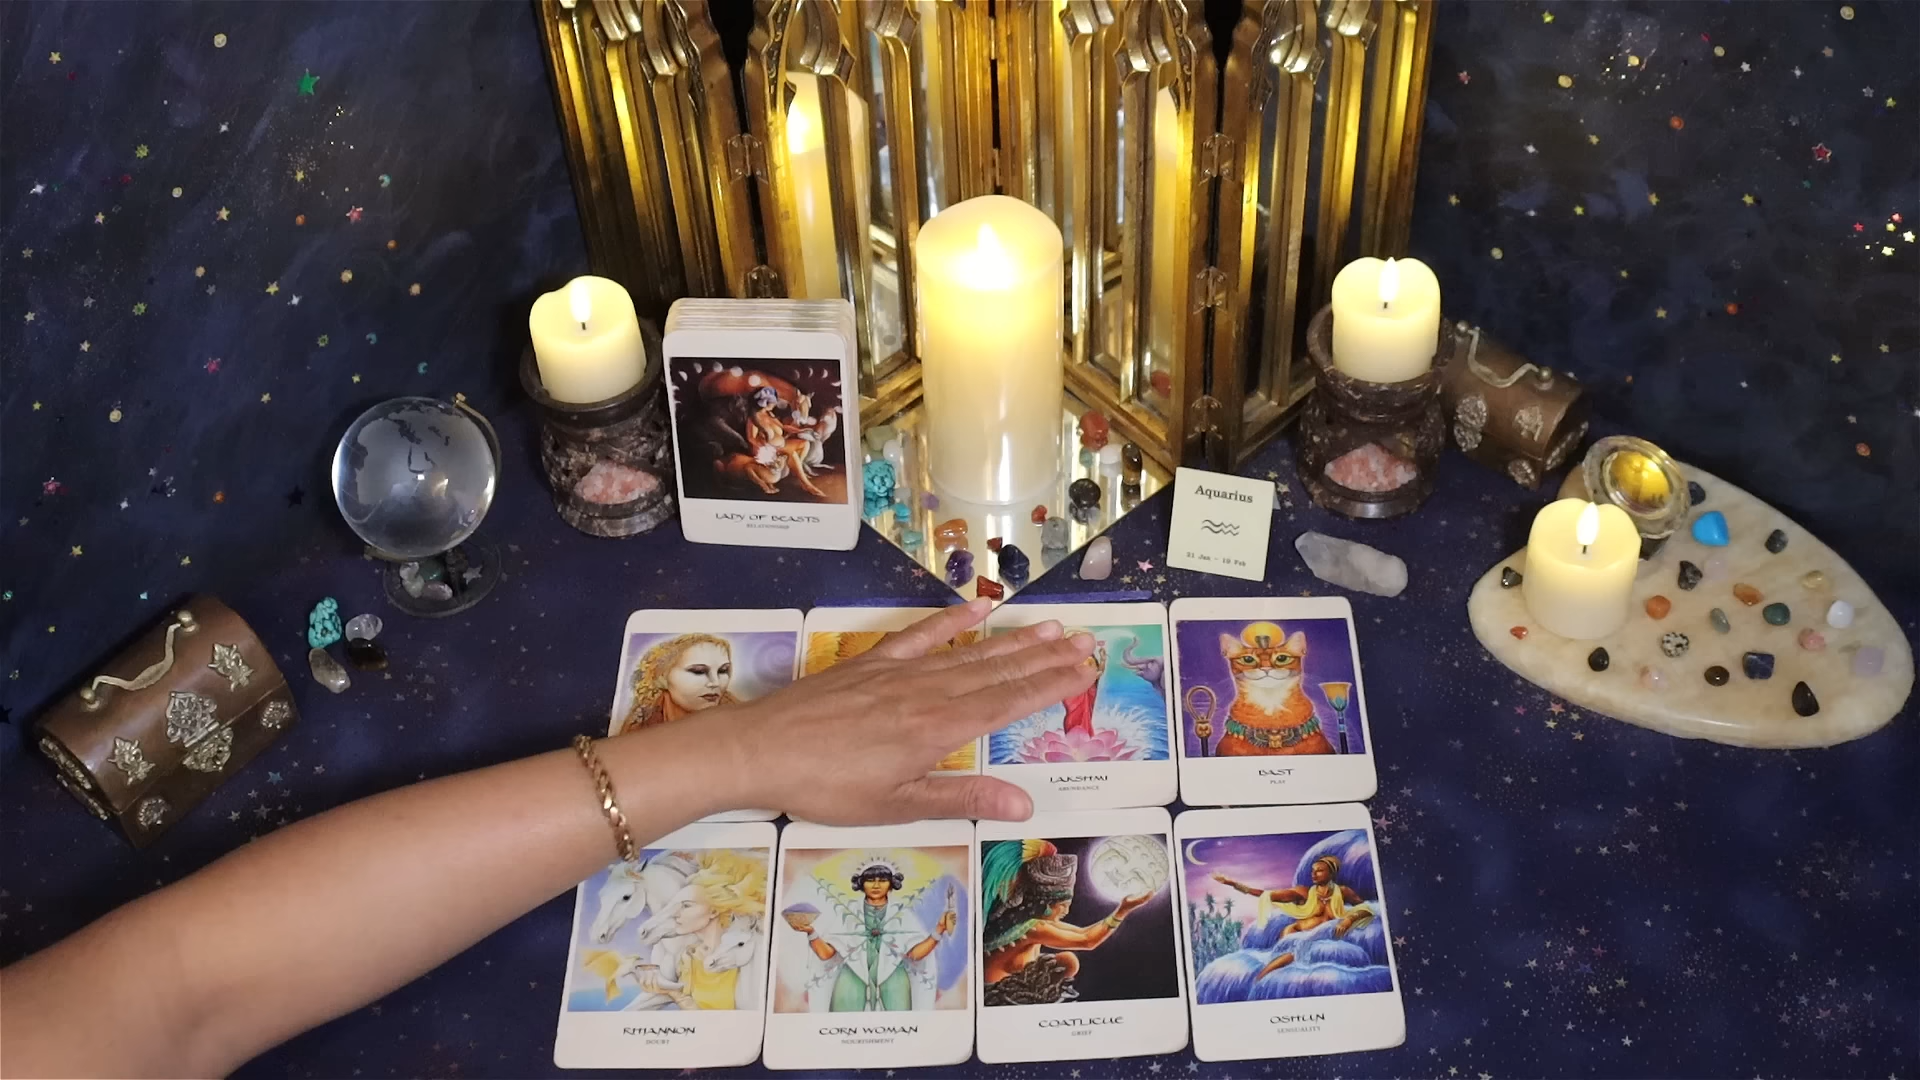 LADY OF BEASTS
RELATIONSHIP
Aquarius
21 Jan - 19 Feb
LAKSHMI
ABUNDANCE
BAST
PLAY
RHIANNON
DOUBT
CORN WOMAN
NOURISHMENT
COATLICUE
GRIEF
OSHUN
SENSUALITY